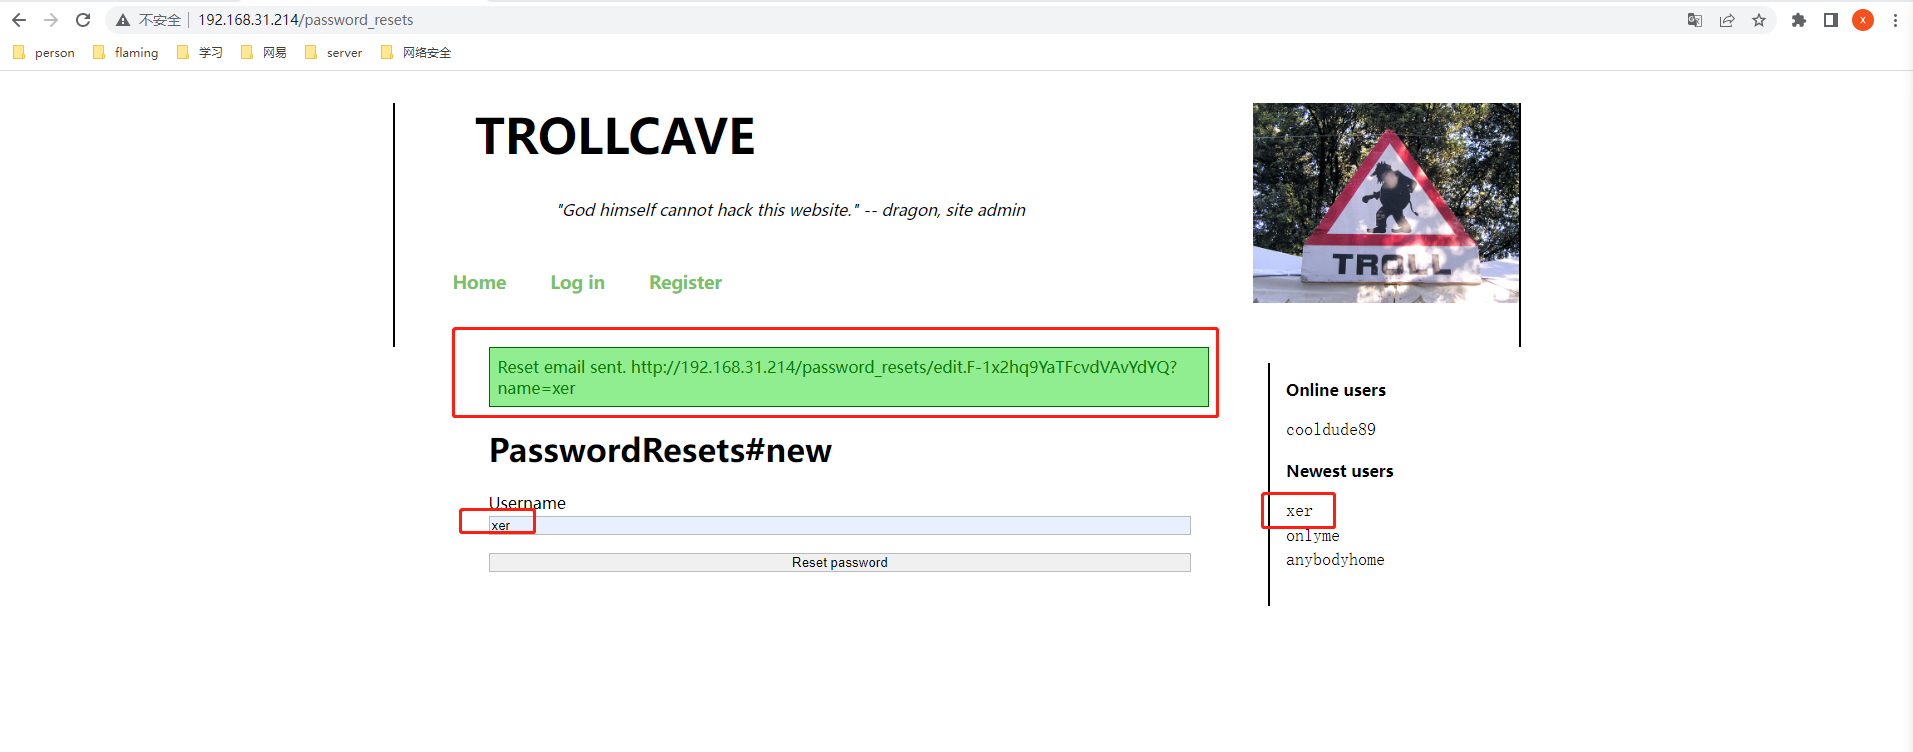 不安全 192.168.31.214/password_resets
x
person flaming 学习 网易 server 网络安全
TROLLCAVE
"God himself cannot hack this website." -- dragon, site admin
TROLL
Home Log in Register
Reset email sent. http://192.168.31.214/password_resets/edit.F-1x2hq9YaTFcvdVAvYdYQ?
name=xer
PasswordResets#new
Username
xer
Reset password
Online users
cooldude89
Newest users
xer
onlyme
anybodyhome